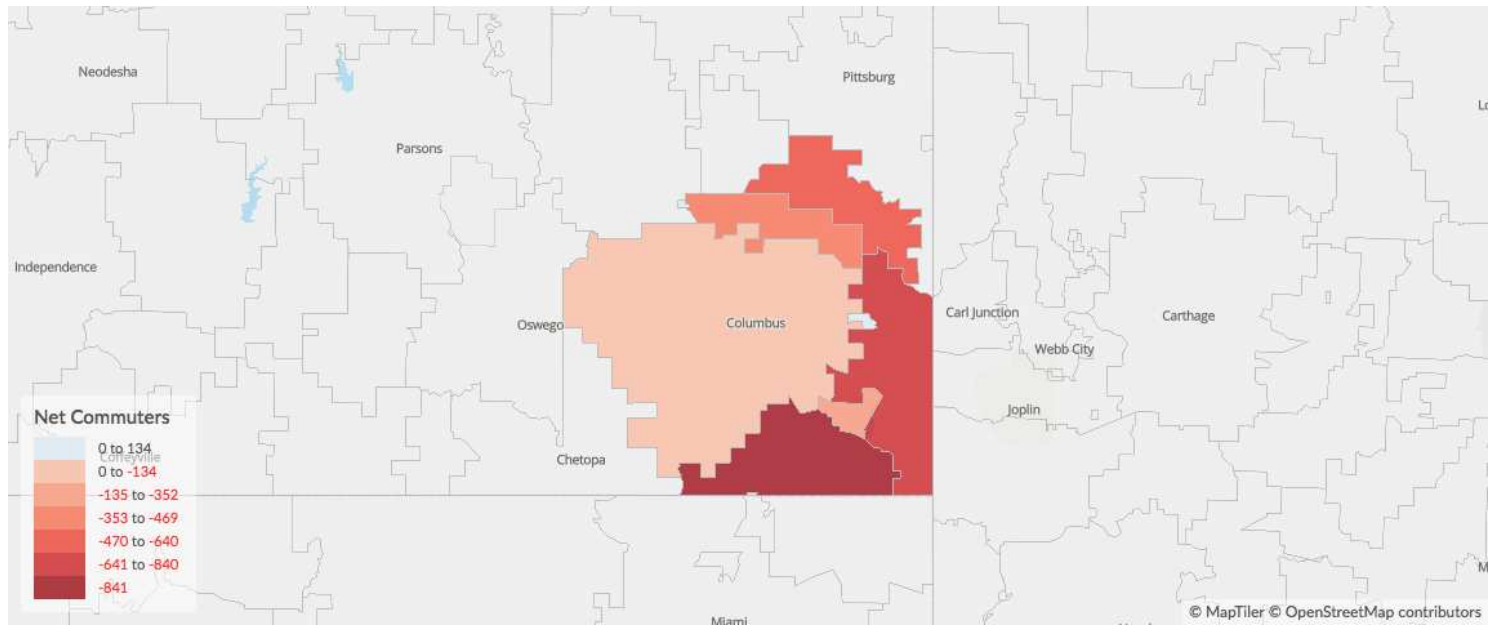 Neodesha
Pittsburg
Parsons
Independence
Oswego
Columbus
Carl Junction
Carthage
Webb City
Joplin
Chetopa
Coffeyville
Miami
Net Commuters
0 to 134
0 to -134
-135 to -352
-353 to -469
-470 to -640
-641 to -840
-841
© MapTiler © OpenStreetMap contributors